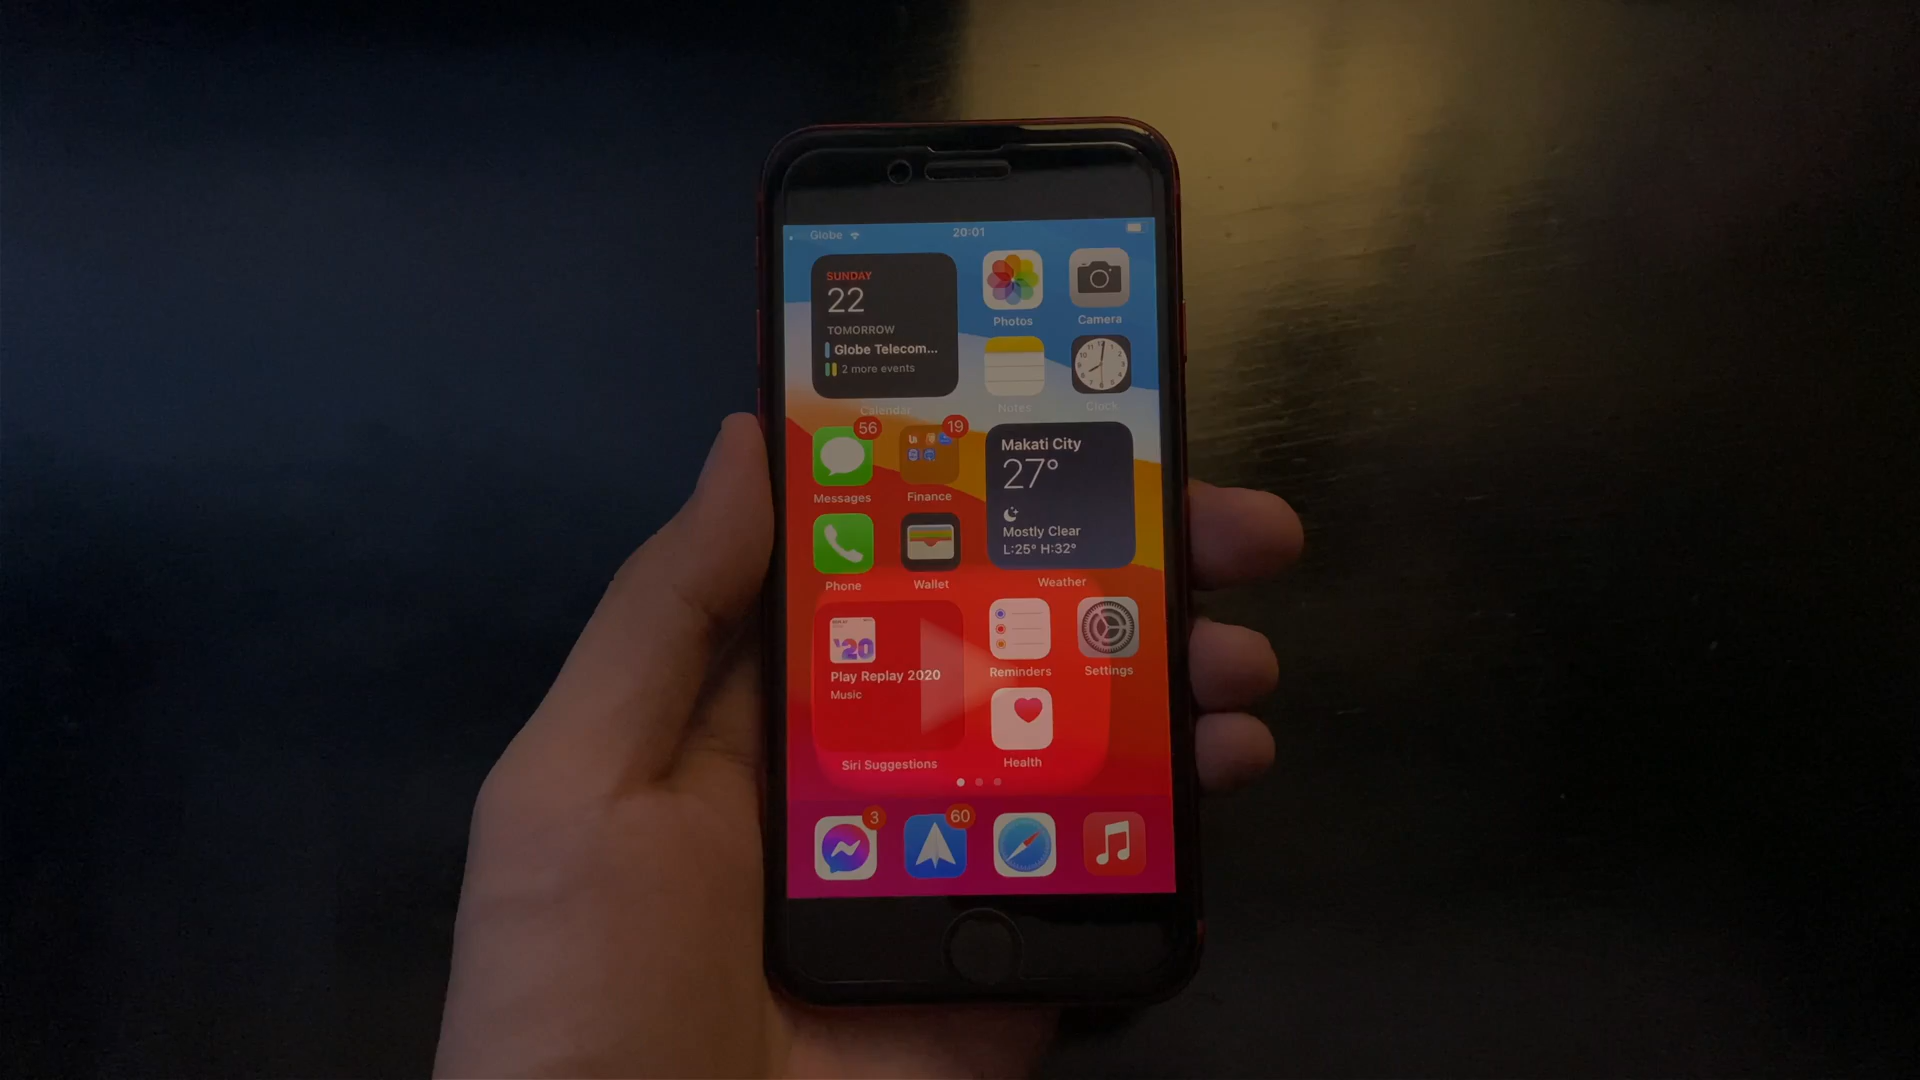 Globe 20:01
SUNDAY
22
TOMORROW
Globe Telecom...
2 more events
Calendar
Photos
Camera
Notes
Clock
56
19
Messages
Finance
Makati City
27°
Mostly Clear
L:25° H:32°
Weather
Phone
Wallet
'20
Play Replay 2020
Music
Siri Suggestions
Reminders
Settings
Health
3
60